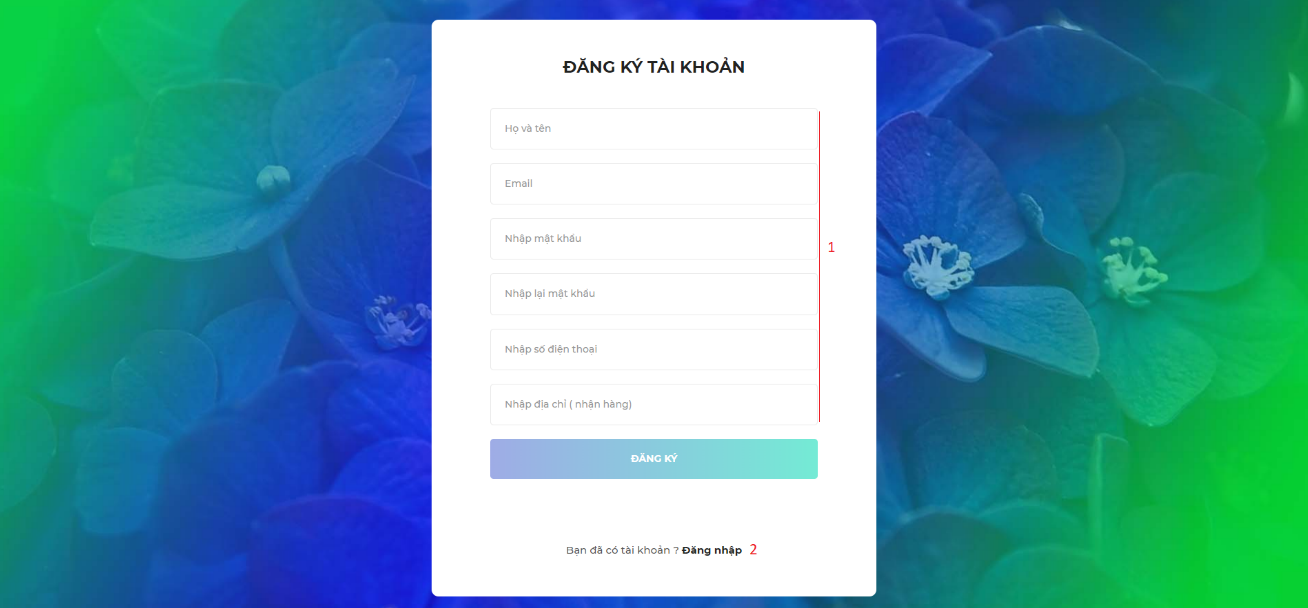 ĐĂNG KÝ TÀI KHOẢN
Họ và tên
Email
Nhập mật khẩu
1
Nhập lại mật khẩu
Nhập số điện thoại
Nhập địa chỉ ( nhận hàng)
ĐĂNG KÝ
Bạn đã có tài khoản ? Đăng nhập 2